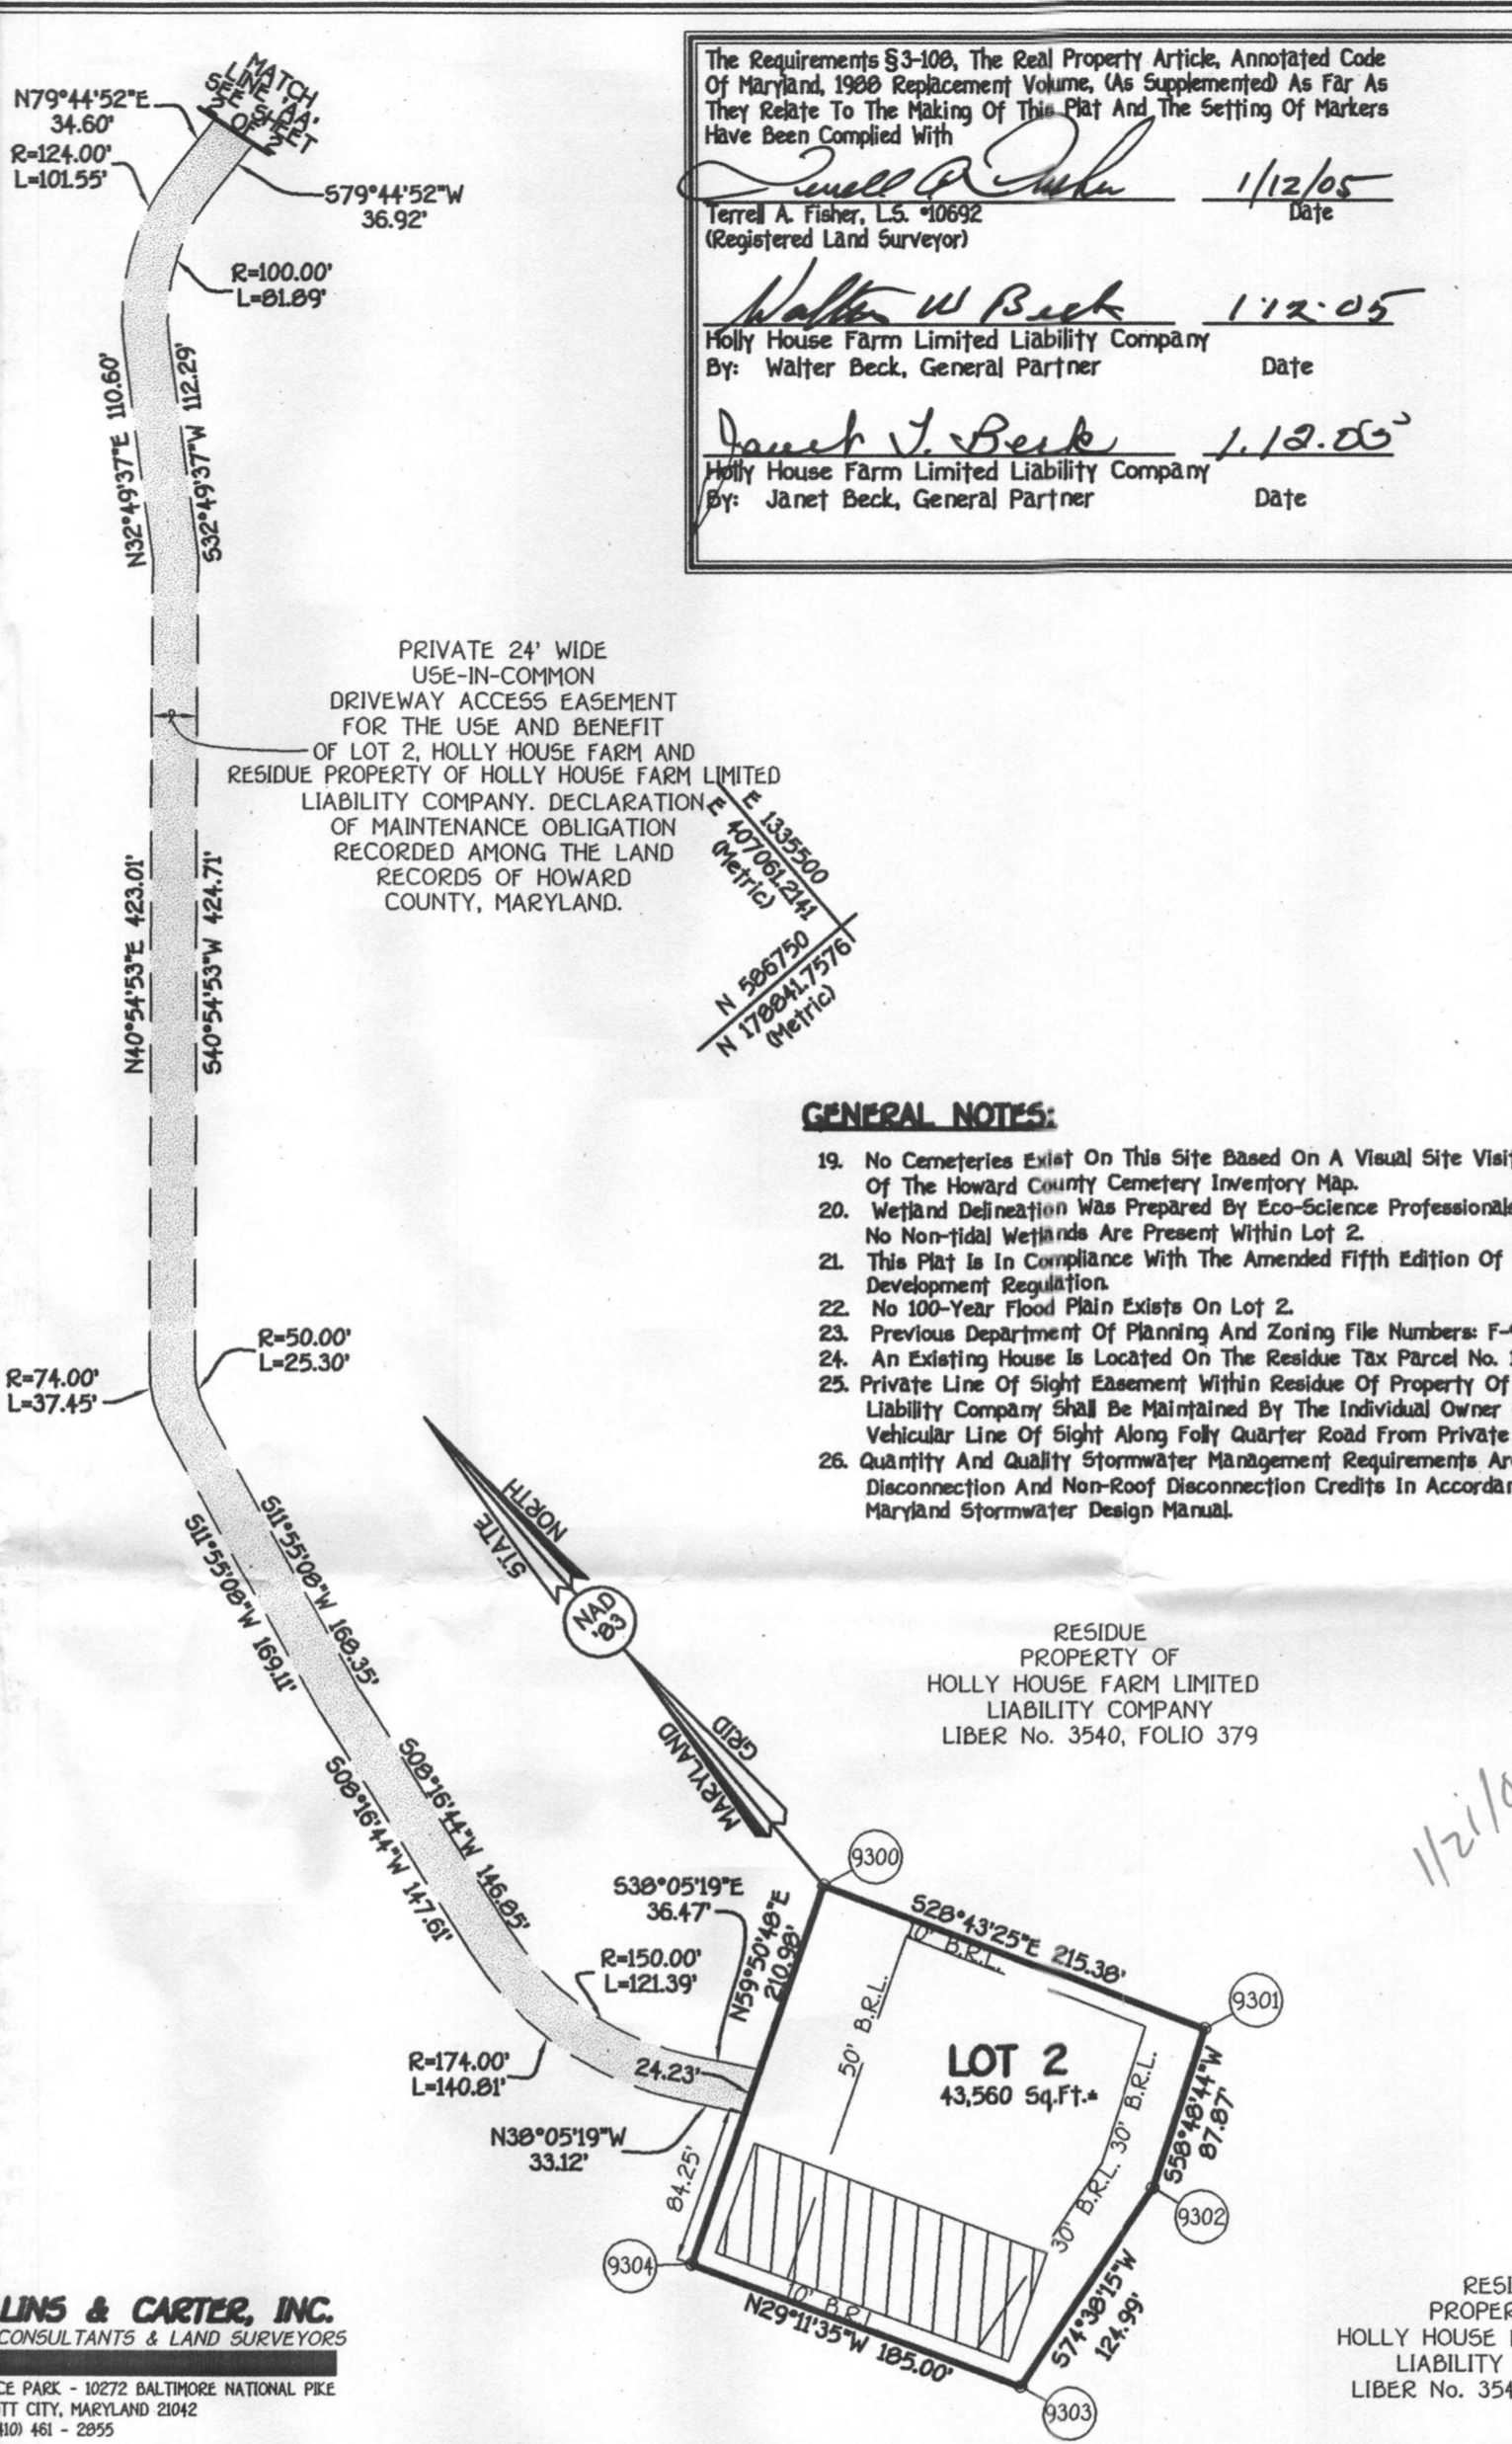 The Requirements §3-108, The Real Property Article, Annotated Code
Of Maryland, 1988 Replacement Volume, (As Supplemented) As Far As
They Relate To The Making Of This Plat And The Setting Of Markers
Have Been Complied With
1/12/05
Terrell A. Fisher, L.S. #10692
Date
(Registered Land Surveyor)
Walter W Beck 1·12·05
Holly House Farm Limited Liability Company
By: Walter Beck, General Partner
Date
Janet T. Beck 1.12.05
Holly House Farm Limited Liability Company
By: Janet Beck, General Partner
Date
MATCH
LINE 'AA'
SEE SHEET
2 OF 2
N79°44'52"E
34.60'
R=124.00'
L=101.55'
S79°44'52"W
36.92'
R=100.00'
L=81.89'
N32°49'37"E 110.60'
S32°49'37"W 112.29'
PRIVATE 24' WIDE
USE-IN-COMMON
DRIVEWAY ACCESS EASEMENT
FOR THE USE AND BENEFIT
OF LOT 2, HOLLY HOUSE FARM AND
RESIDUE PROPERTY OF HOLLY HOUSE FARM LIMITED
LIABILITY COMPANY. DECLARATION
OF MAINTENANCE OBLIGATION
RECORDED AMONG THE LAND
RECORDS OF HOWARD
COUNTY, MARYLAND.
E 1335500
E 407061.2141
(Metric)
N 586750
N 178841.7576
(Metric)
N40°54'53"E 423.01'
S40°54'53"W 424.71'
GENERAL NOTES:
19. No Cemeteries Exist On This Site Based On A Visual Site Visit
Of The Howard County Cemetery Inventory Map.
20. Wetland Delineation Was Prepared By Eco-Science Professionals
No Non-tidal Wetlands Are Present Within Lot 2.
21. This Plat Is In Compliance With The Amended Fifth Edition Of
Development Regulation.
22. No 100-Year Flood Plain Exists On Lot 2.
23. Previous Department Of Planning And Zoning File Numbers: F-
24. An Existing House Is Located On The Residue Tax Parcel No.
25. Private Line Of Sight Easement Within Residue Of Property Of
Liability Company Shall Be Maintained By The Individual Owner
Vehicular Line Of Sight Along Folly Quarter Road From Private
26. Quantity And Quality Stormwater Management Requirements Ar
Disconnection And Non-Roof Disconnection Credits In Accordan
Maryland Stormwater Design Manual.
R=50.00'
L=25.30'
R=74.00'
L=37.45'
S11°55'08"W 168.35'
S11°55'08"W 169.11'
STATE NORTH
NAD
'83
MARYLAND GRID
RESIDUE
PROPERTY OF
HOLLY HOUSE FARM LIMITED
LIABILITY COMPANY
LIBER No. 3540, FOLIO 379
1/21/0
S08°16'44"W 146.85'
S08°16'44"W 147.61'
S38°05'19"E
36.47'
R=150.00'
L=121.39'
N59°50'48"E
210.98'
R=174.00'
L=140.81'
24.23'
N38°05'19"W
33.12'
84.25'
9300
S28°43'25"E 215.38'
10' B.R.L.
9301
50' B.R.L.
LOT 2
43,560 Sq.Ft.±
30' B.R.L.
S58°48'44"W
87.87'
30' B.R.L.
9302
9304
10' B.R.L.
N29°11'35"W 185.00'
S74°38'15"W
124.99'
9303
LINS & CARTER, INC.
CONSULTANTS & LAND SURVEYORS
CE PARK - 10272 BALTIMORE NATIONAL PIKE
TT CITY, MARYLAND 21042
10) 461 - 2855
RESI
PROPER
HOLLY HOUSE
LIABILITY
LIBER No. 354